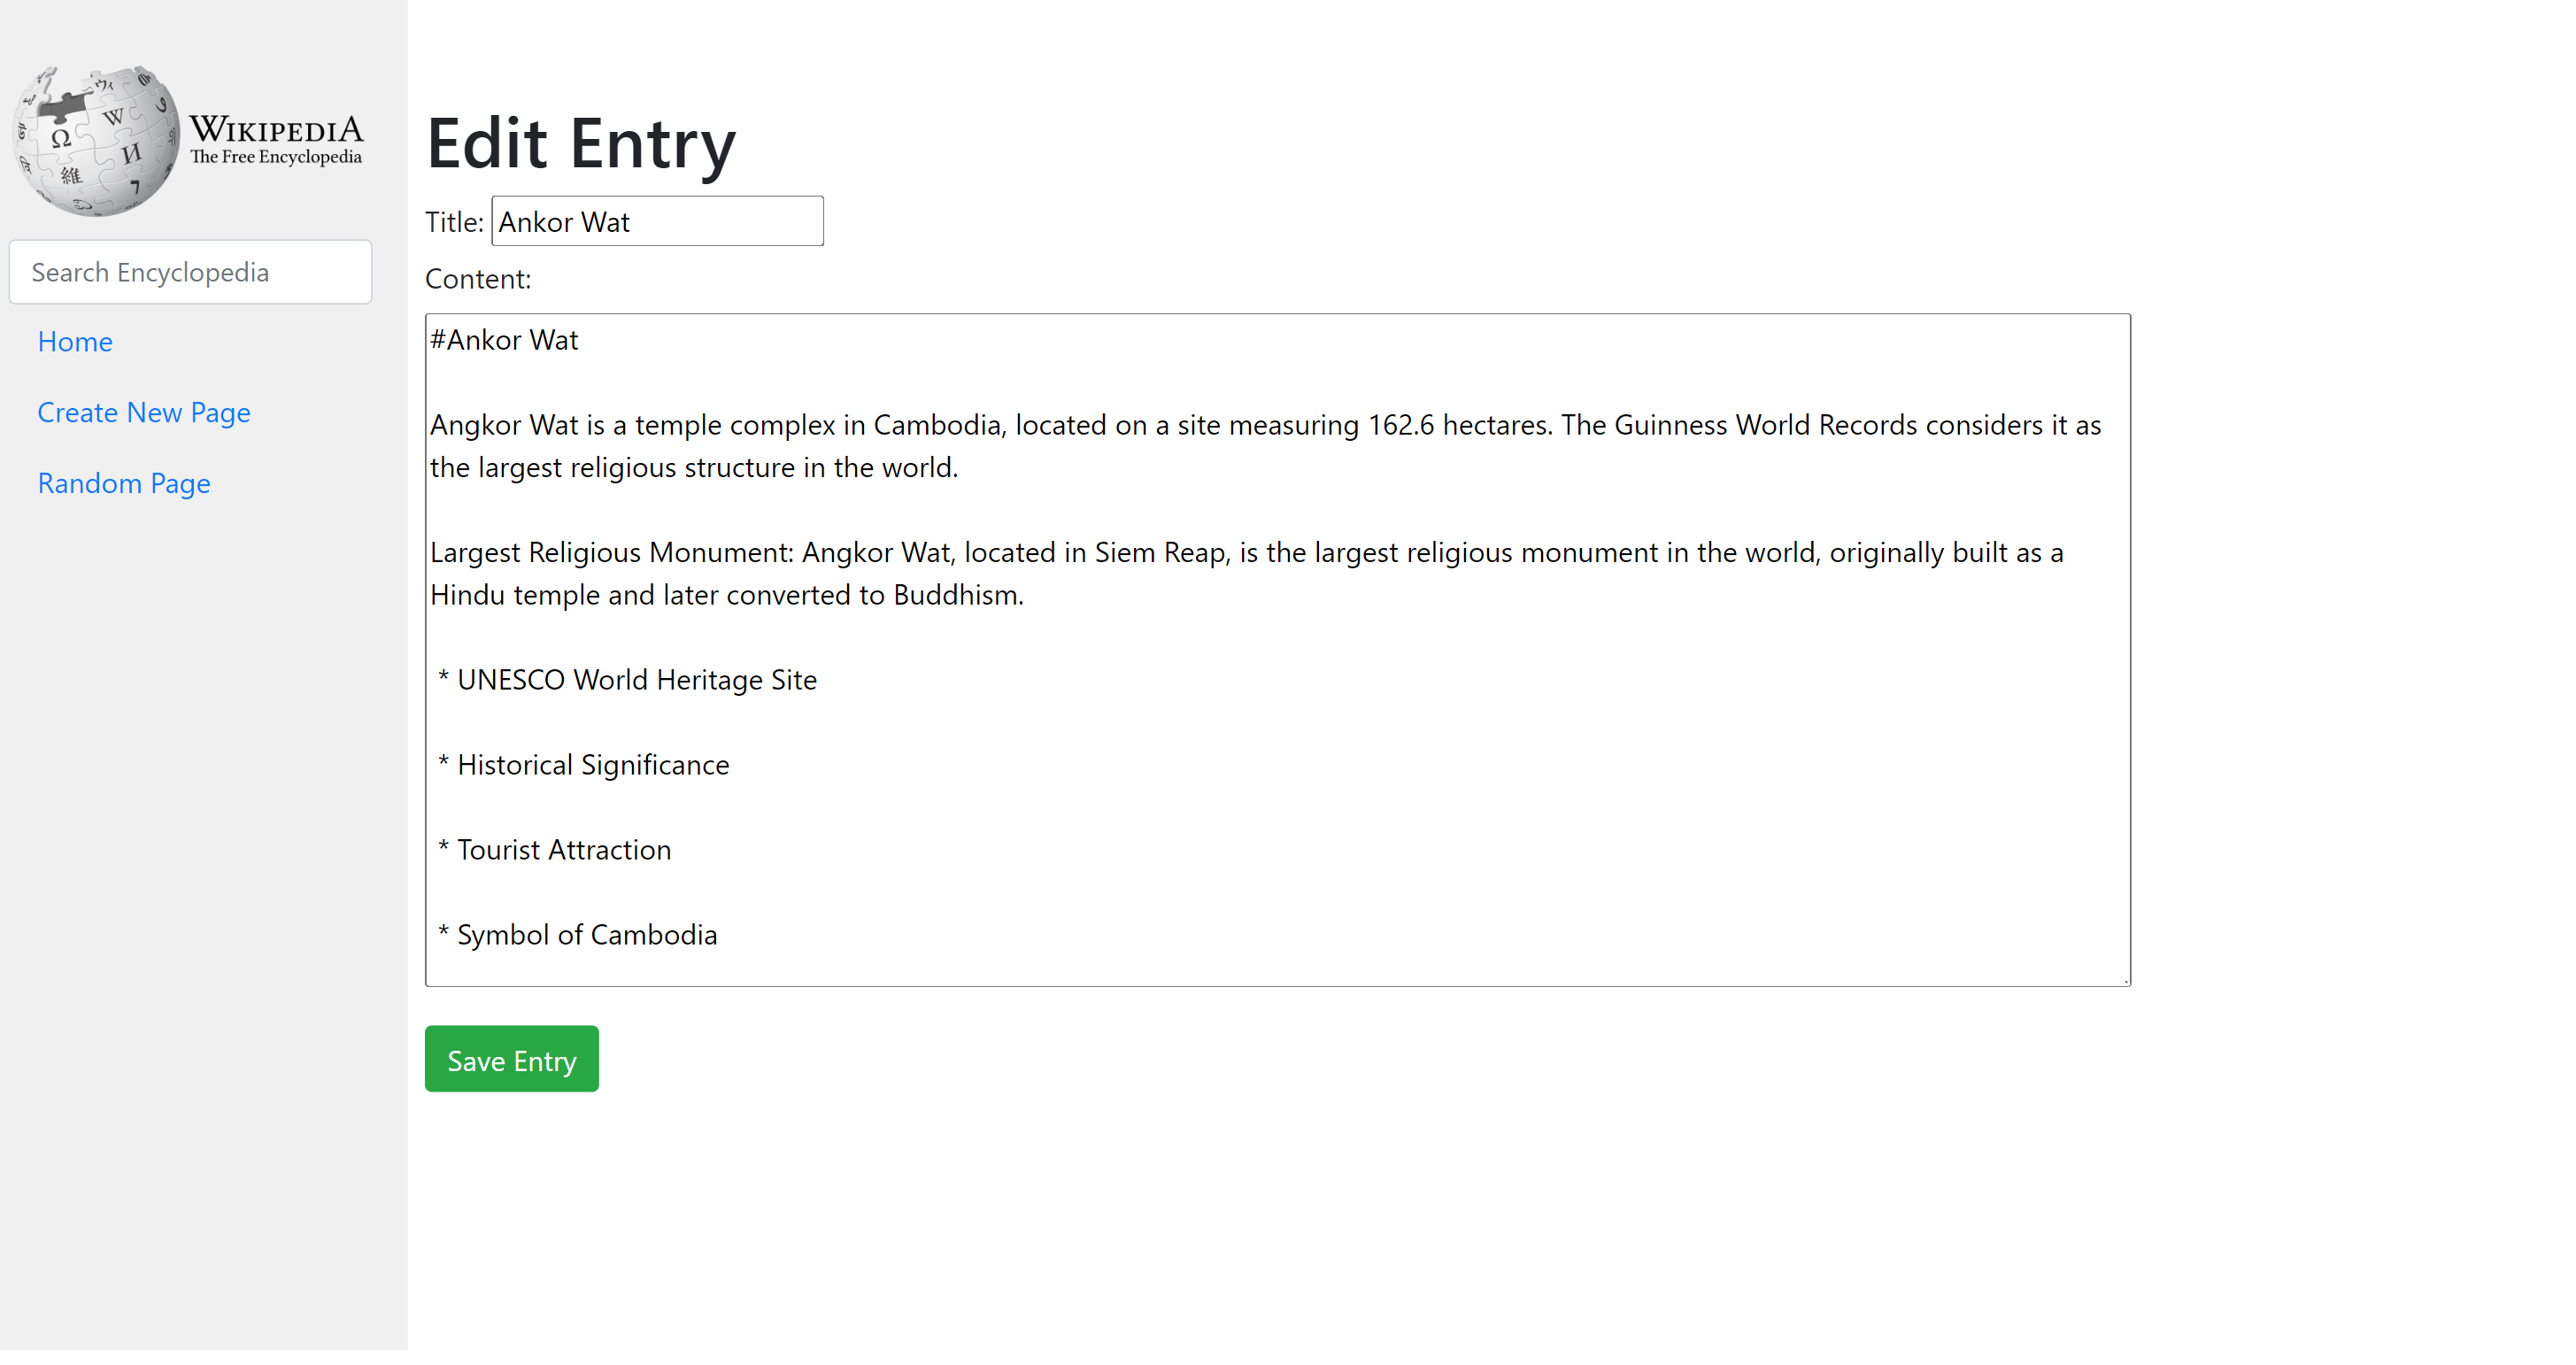 WIKIPEDIA
The Free Encyclopedia
Search Encyclopedia
Home
Create New Page
Random Page
Edit Entry
Title: Ankor Wat
Content:
#Ankor Wat
Angkor Wat is a temple complex in Cambodia, located on a site measuring 162.6 hectares. The Guinness World Records considers it as
the largest religious structure in the world.
Largest Religious Monument: Angkor Wat, located in Siem Reap, is the largest religious monument in the world, originally built as a
Hindu temple and later converted to Buddhism.
* UNESCO World Heritage Site
* Historical Significance
* Tourist Attraction
* Symbol of Cambodia
Save Entry